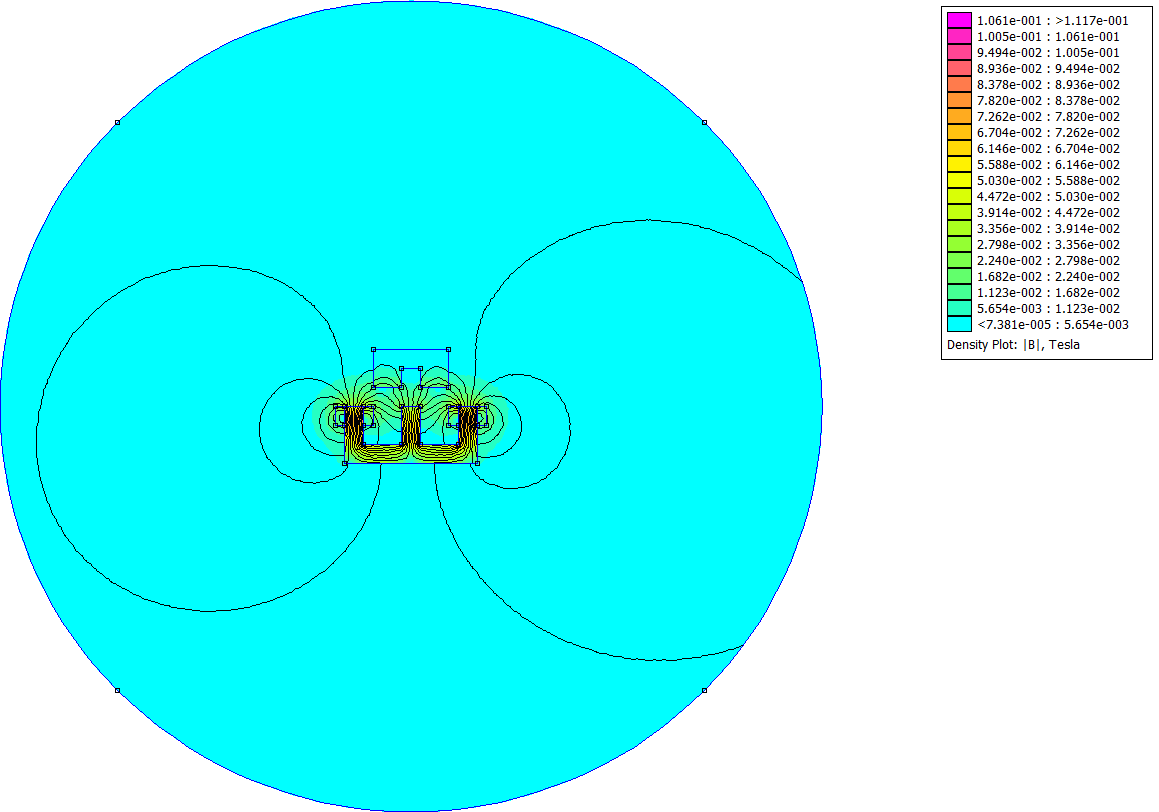 1.061e-001 : >1.117e-001
1.005e-001 : 1.061e-001
9.494e-002 : 1.005e-001
8.936e-002 : 9.494e-002
8.378e-002 : 8.936e-002
7.820e-002 : 8.378e-002
7.262e-002 : 7.820e-002
6.704e-002 : 7.262e-002
6.146e-002 : 6.704e-002
5.588e-002 : 6.146e-002
5.030e-002 : 5.588e-002
4.472e-002 : 5.030e-002
3.914e-002 : 4.472e-002
3.356e-002 : 3.914e-002
2.798e-002 : 3.356e-002
2.240e-002 : 2.798e-002
1.682e-002 : 2.240e-002
1.123e-002 : 1.682e-002
5.654e-003 : 1.123e-002
<7.381e-005 : 5.654e-003
Density Plot: |B|, Tesla